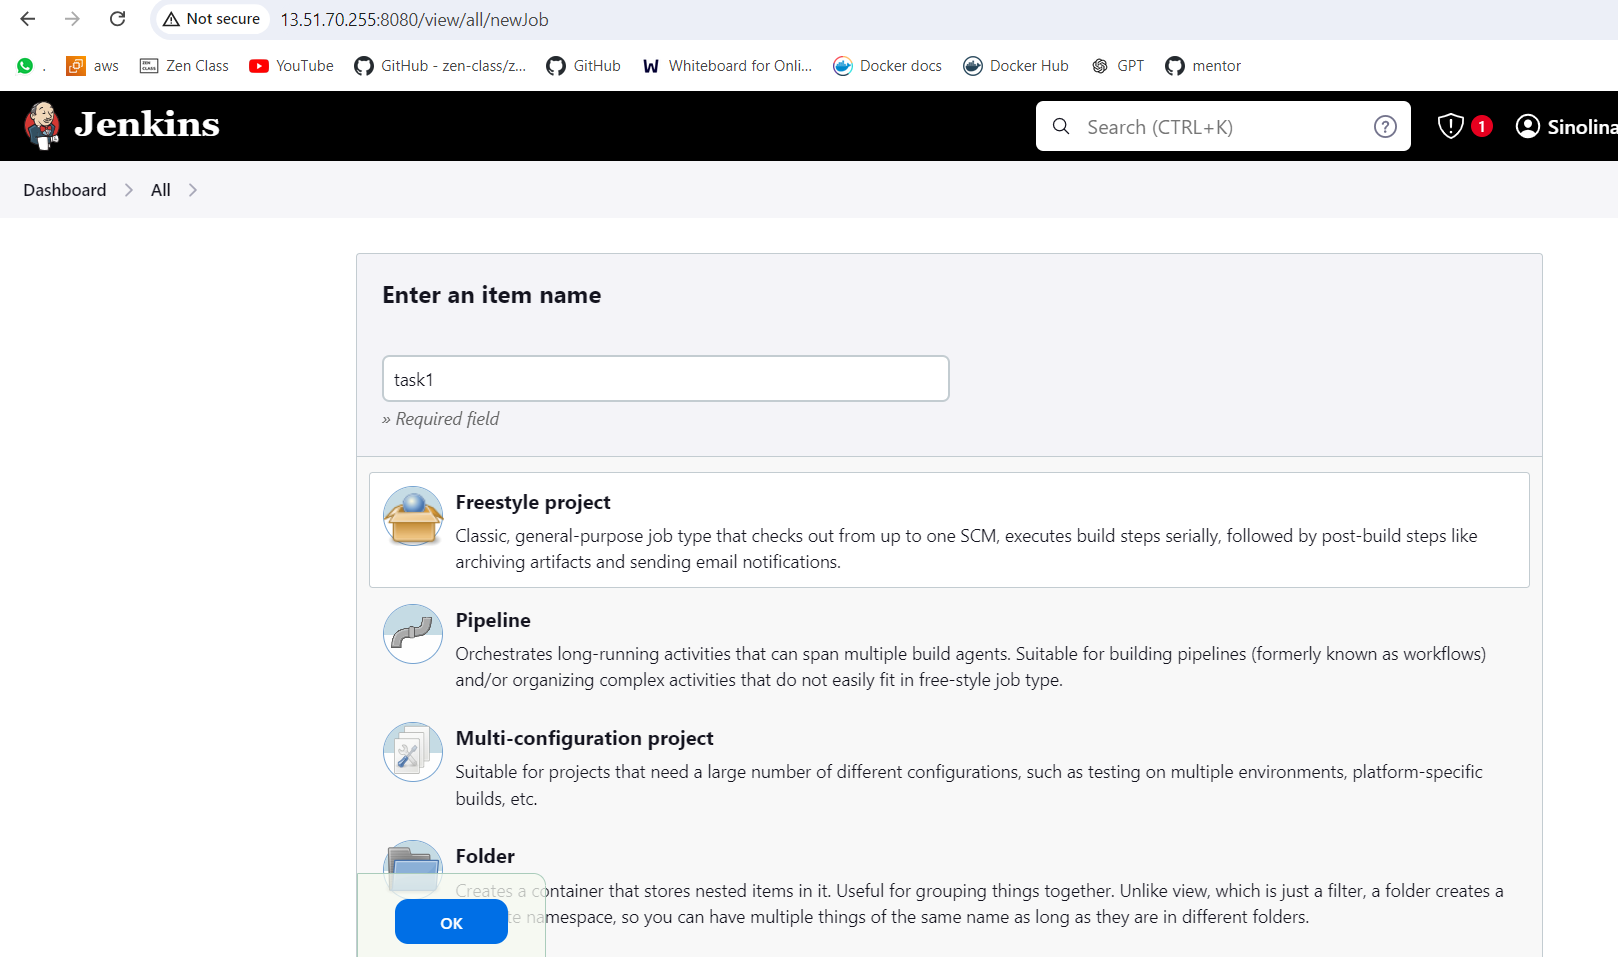 Not secure 13.51.70.255:8080/view/all/newJob
. aws Zen Class YouTube GitHub - zen-class/z... GitHub Whiteboard for Onli... Docker docs Docker Hub GPT mentor
Jenkins Search (CTRL+K) ? 1 Sinolina
Dashboard > All >
Enter an item name
task1
» Required field
Freestyle project
Classic, general-purpose job type that checks out from up to one SCM, executes build steps serially, followed by post-build steps like
archiving artifacts and sending email notifications.
Pipeline
Orchestrates long-running activities that can span multiple build agents. Suitable for building pipelines (formerly known as workflows)
and/or organizing complex activities that do not easily fit in free-style job type.
Multi-configuration project
Suitable for projects that need a large number of different configurations, such as testing on multiple environments, platform-specific
builds, etc.
Folder
Creates a container that stores nested items in it. Useful for grouping things together. Unlike view, which is just a filter, a folder creates a
namespace, so you can have multiple things of the same name as long as they are in different folders.
OK